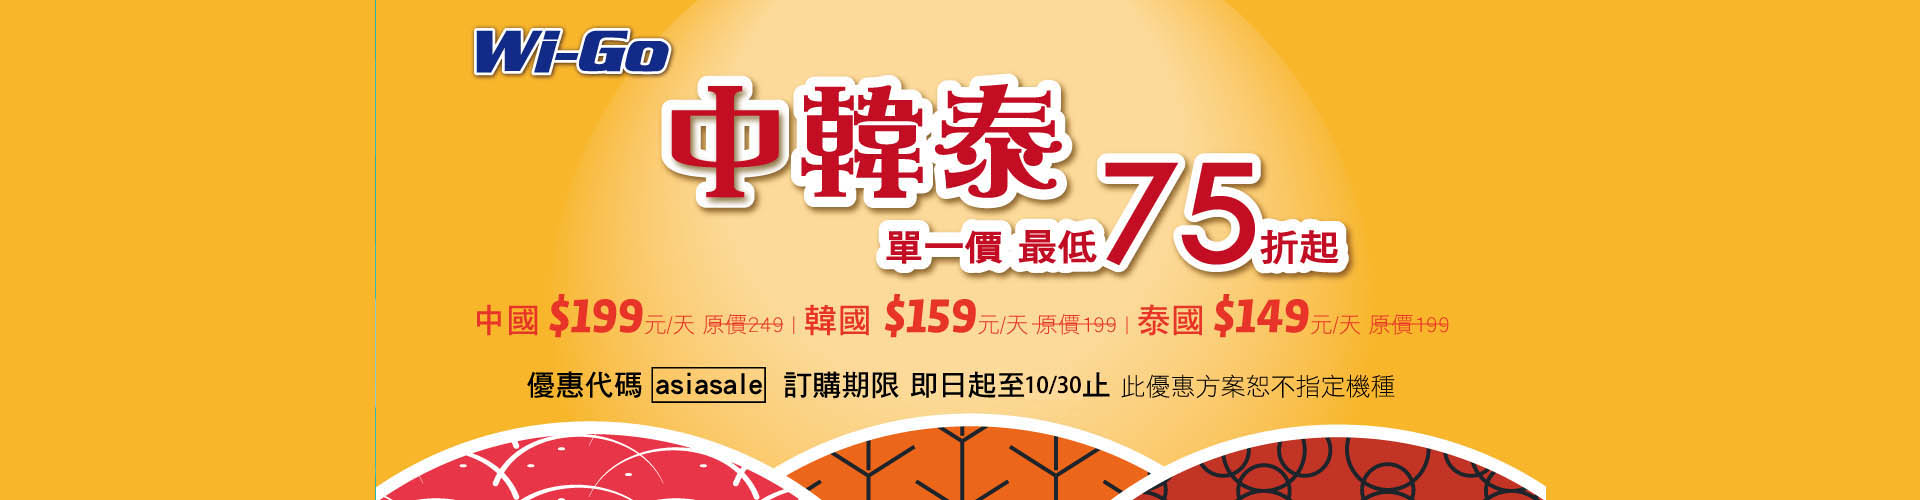 Wi-Go
中韓泰
單一價 最低75折起
中國 $199元/天 原價249 | 韓國 $159元/天 原價199 | 泰國 $149元/天 原價199
優惠代碼 asiasale 訂購期限 即日起至10/30止 此優惠方案恕不指定機種